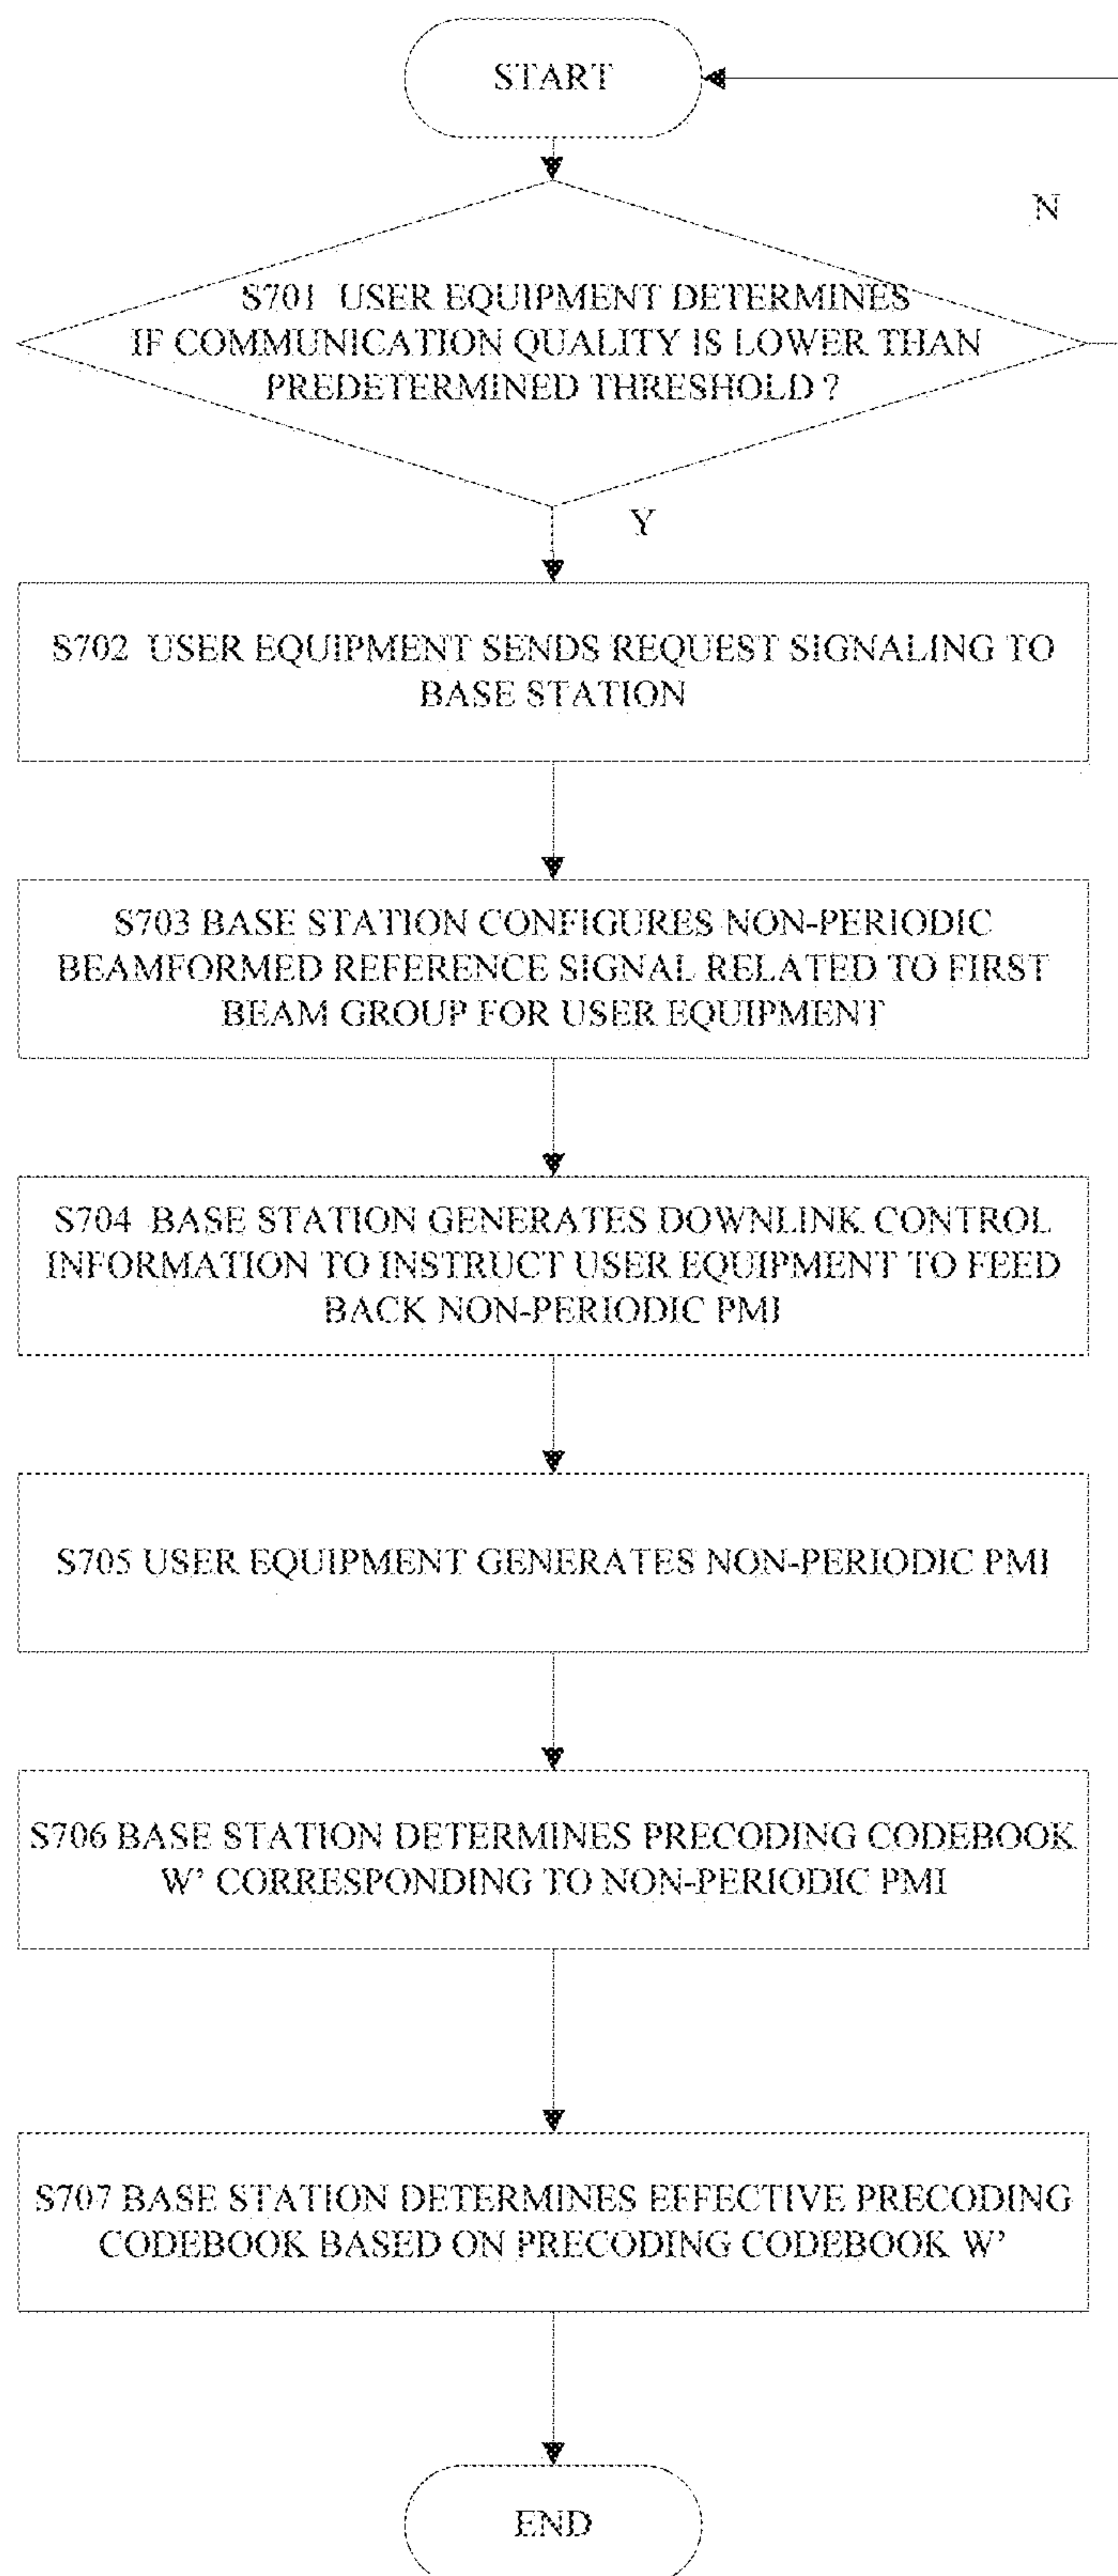 START
N
S701 USER EQUIPMENT DETERMINES
IF COMMUNICATION QUALITY IS LOWER THAN
PREDETERMINED THRESHOLD ?
Y
S702 USER EQUIPMENT SENDS REQUEST SIGNALING TO
BASE STATION
S703 BASE STATION CONFIGURES NON-PERIODIC
BEAMFORMED REFERENCE SIGNAL RELATED TO FIRST
BEAM GROUP FOR USER EQUIPMENT
S704 BASE STATION GENERATES DOWNLINK CONTROL
INFORMATION TO INSTRUCT USER EQUIPMENT TO FEED
BACK NON-PERIODIC PMI
S705 USER EQUIPMENT GENERATES NON-PERIODIC PMI
S706 BASE STATION DETERMINES PRECODING CODEBOOK
W’ CORRESPONDING TO NON-PERIODIC PMI
S707 BASE STATION DETERMINES EFFECTIVE PRECODING
CODEBOOK BASED ON PRECODING CODEBOOK W’
END